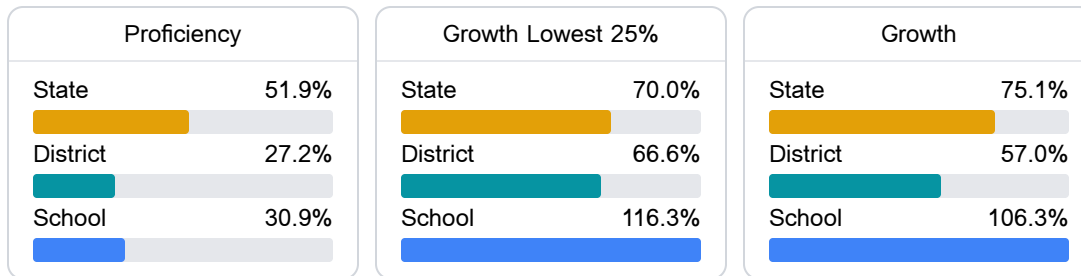 Proficiency
State 51.9%
District 27.2%
School 30.9%
Growth Lowest 25%
State 70.0%
District 66.6%
School 116.3%
Growth
State 75.1%
District 57.0%
School 106.3%